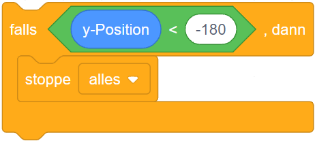 falls y-Position < -180 , dann
stoppe alles